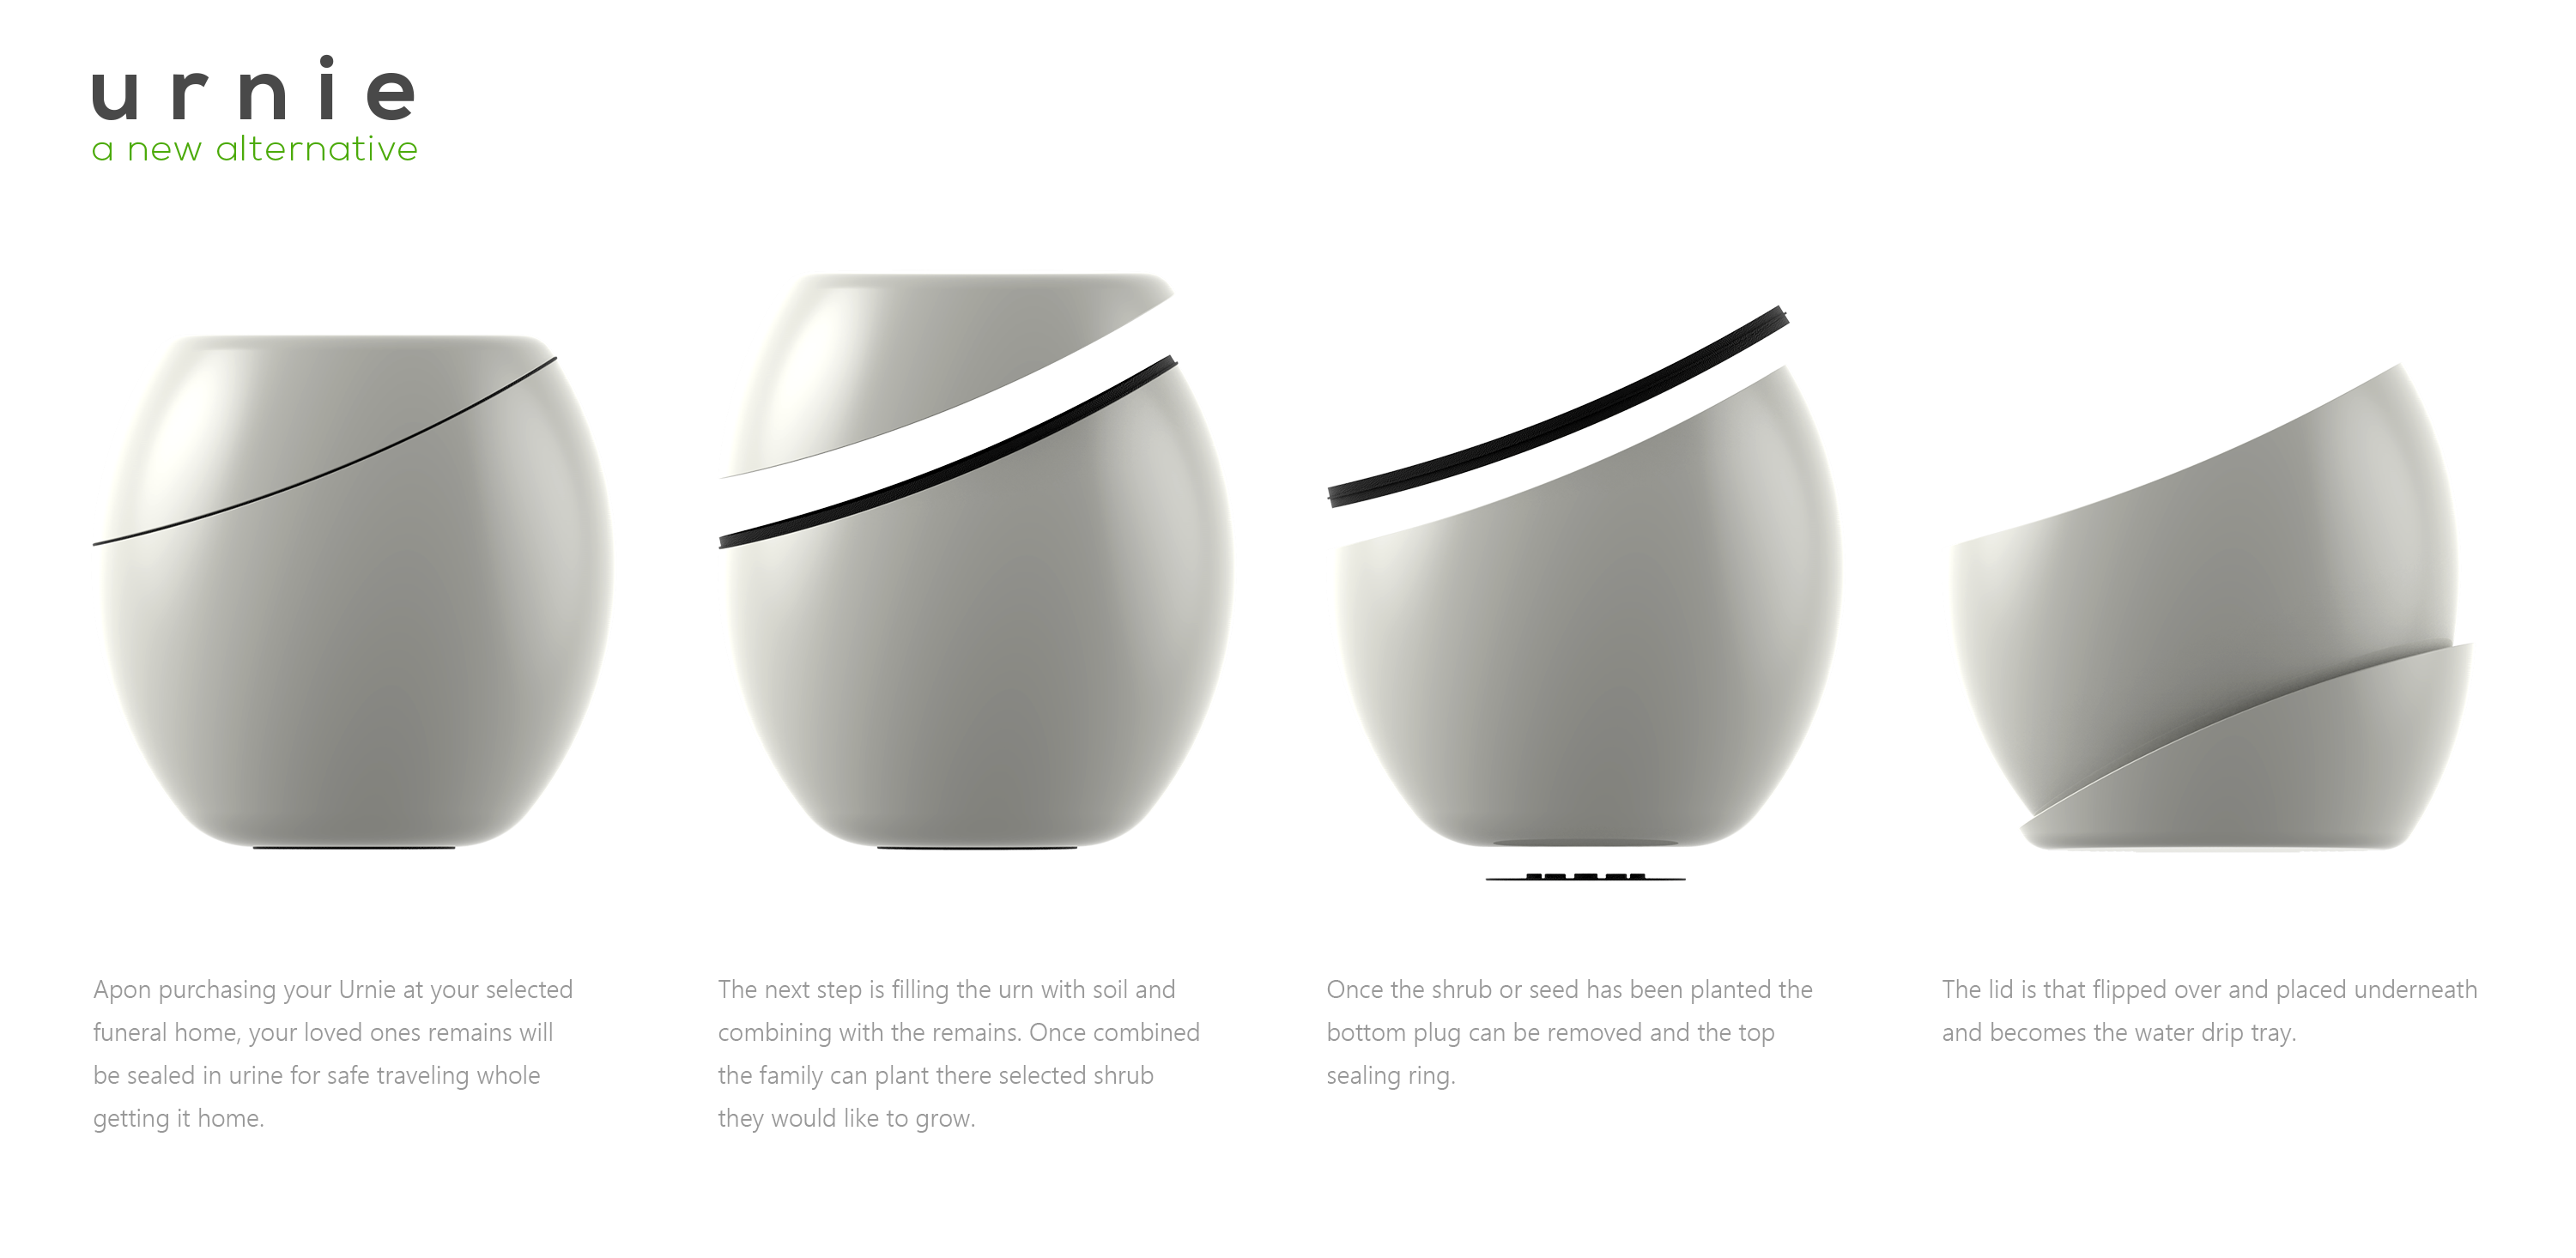 urnie
a new alternative
Apon purchasing your Urnie at your selected
funeral home, your loved ones remains will
be sealed in urine for safe traveling whole
getting it home.
The next step is filling the urn with soil and
combining with the remains. Once combined
the family can plant there selected shrub
they would like to grow.
Once the shrub or seed has been planted the
bottom plug can be removed and the top
sealing ring.
The lid is that flipped over and placed underneath
and becomes the water drip tray.